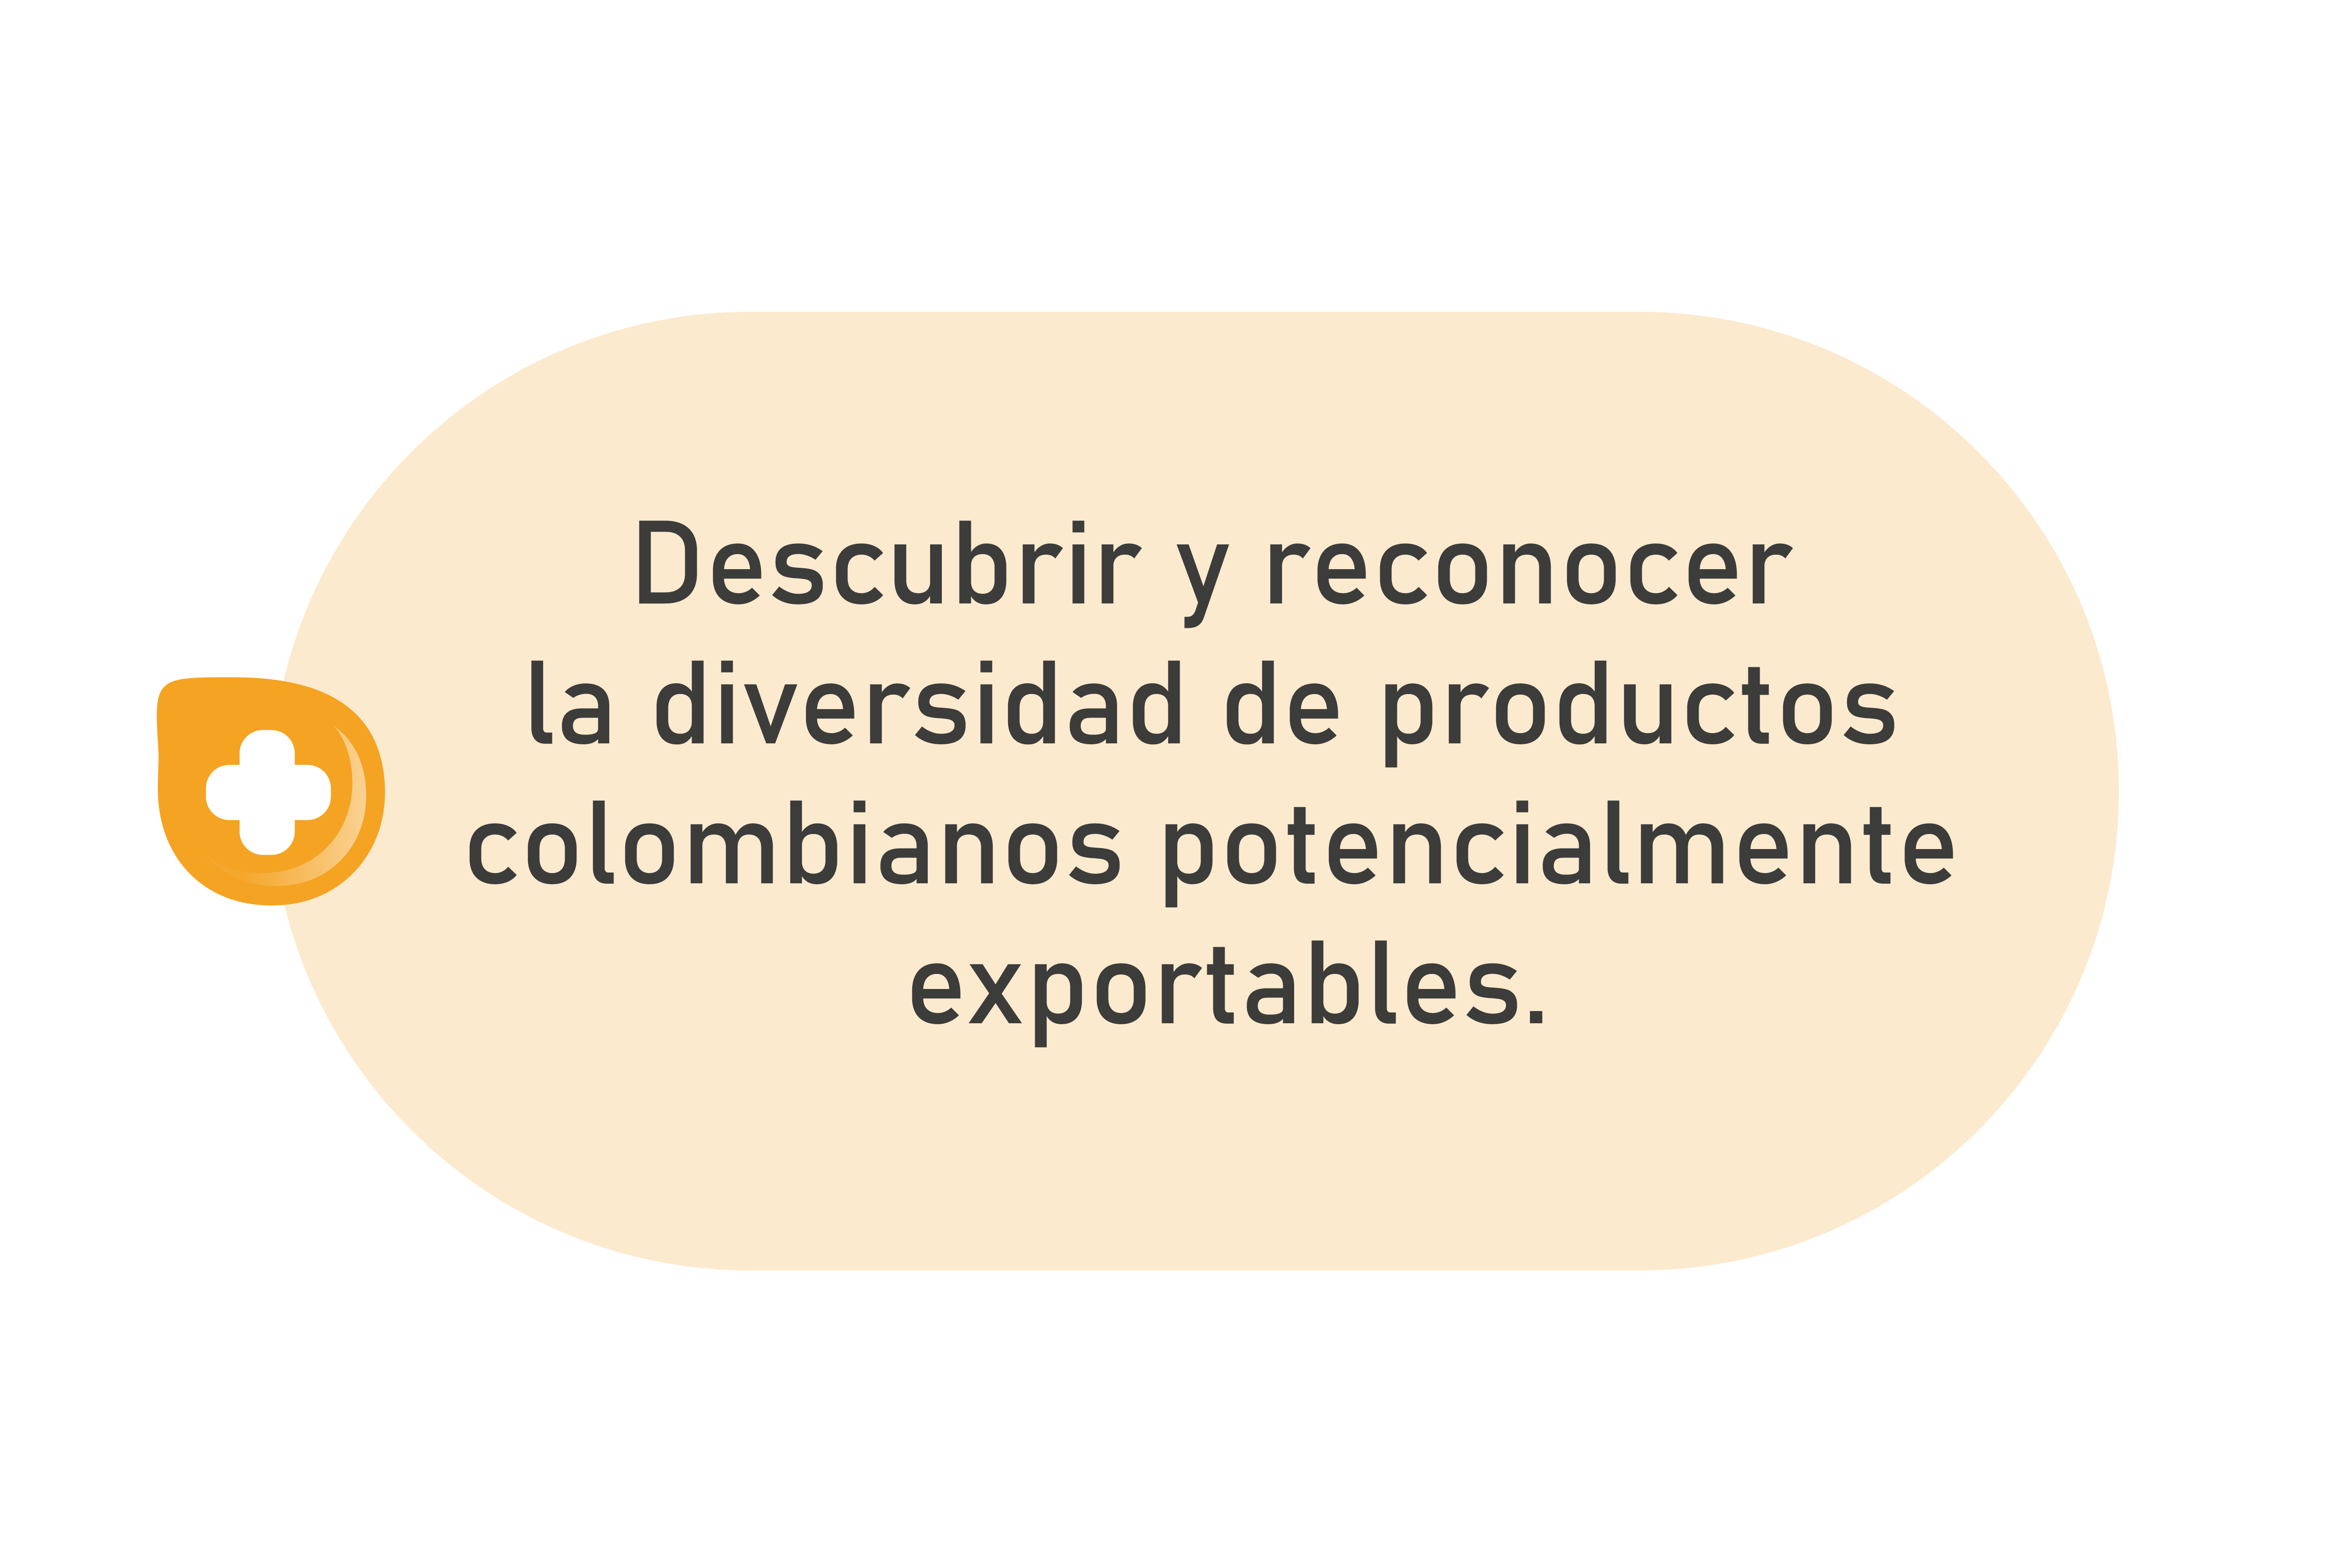 Descubrir y reconocer
la diversidad de productos
colombianos potencialmente
exportables.